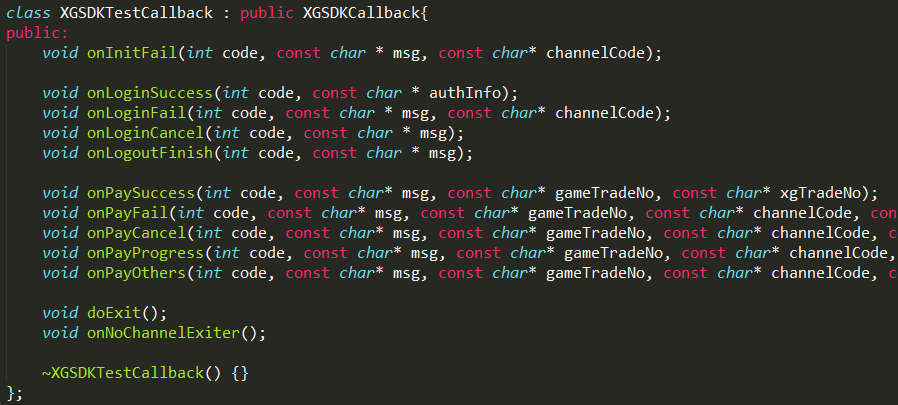 class XGSDKTestCallback : public XGSDKCallback{
public:
void onInitFail(int code, const char * msg, const char* channelCode);
void onLoginSuccess(int code, const char * authInfo);
void onLoginFail(int code, const char * msg, const char* channelCode);
void onLoginCancel(int code, const char * msg);
void onLogoutFinish(int code, const char * msg);
void onPaySuccess(int code, const char* msg, const char* gameTradeNo, const char* xgTradeNo);
void onPayFail(int code, const char* msg, const char* gameTradeNo, const char* channelCode, con
void onPayCancel(int code, const char* msg, const char* gameTradeNo, const char* channelCode, c
void onPayProgress(int code, const char* msg, const char* gameTradeNo, const char* channelCode,
void onPayOthers(int code, const char* msg, const char* gameTradeNo, const char* channelCode, c
void doExit();
void onNoChannelExiter();
~XGSDKTestCallback() {}
};